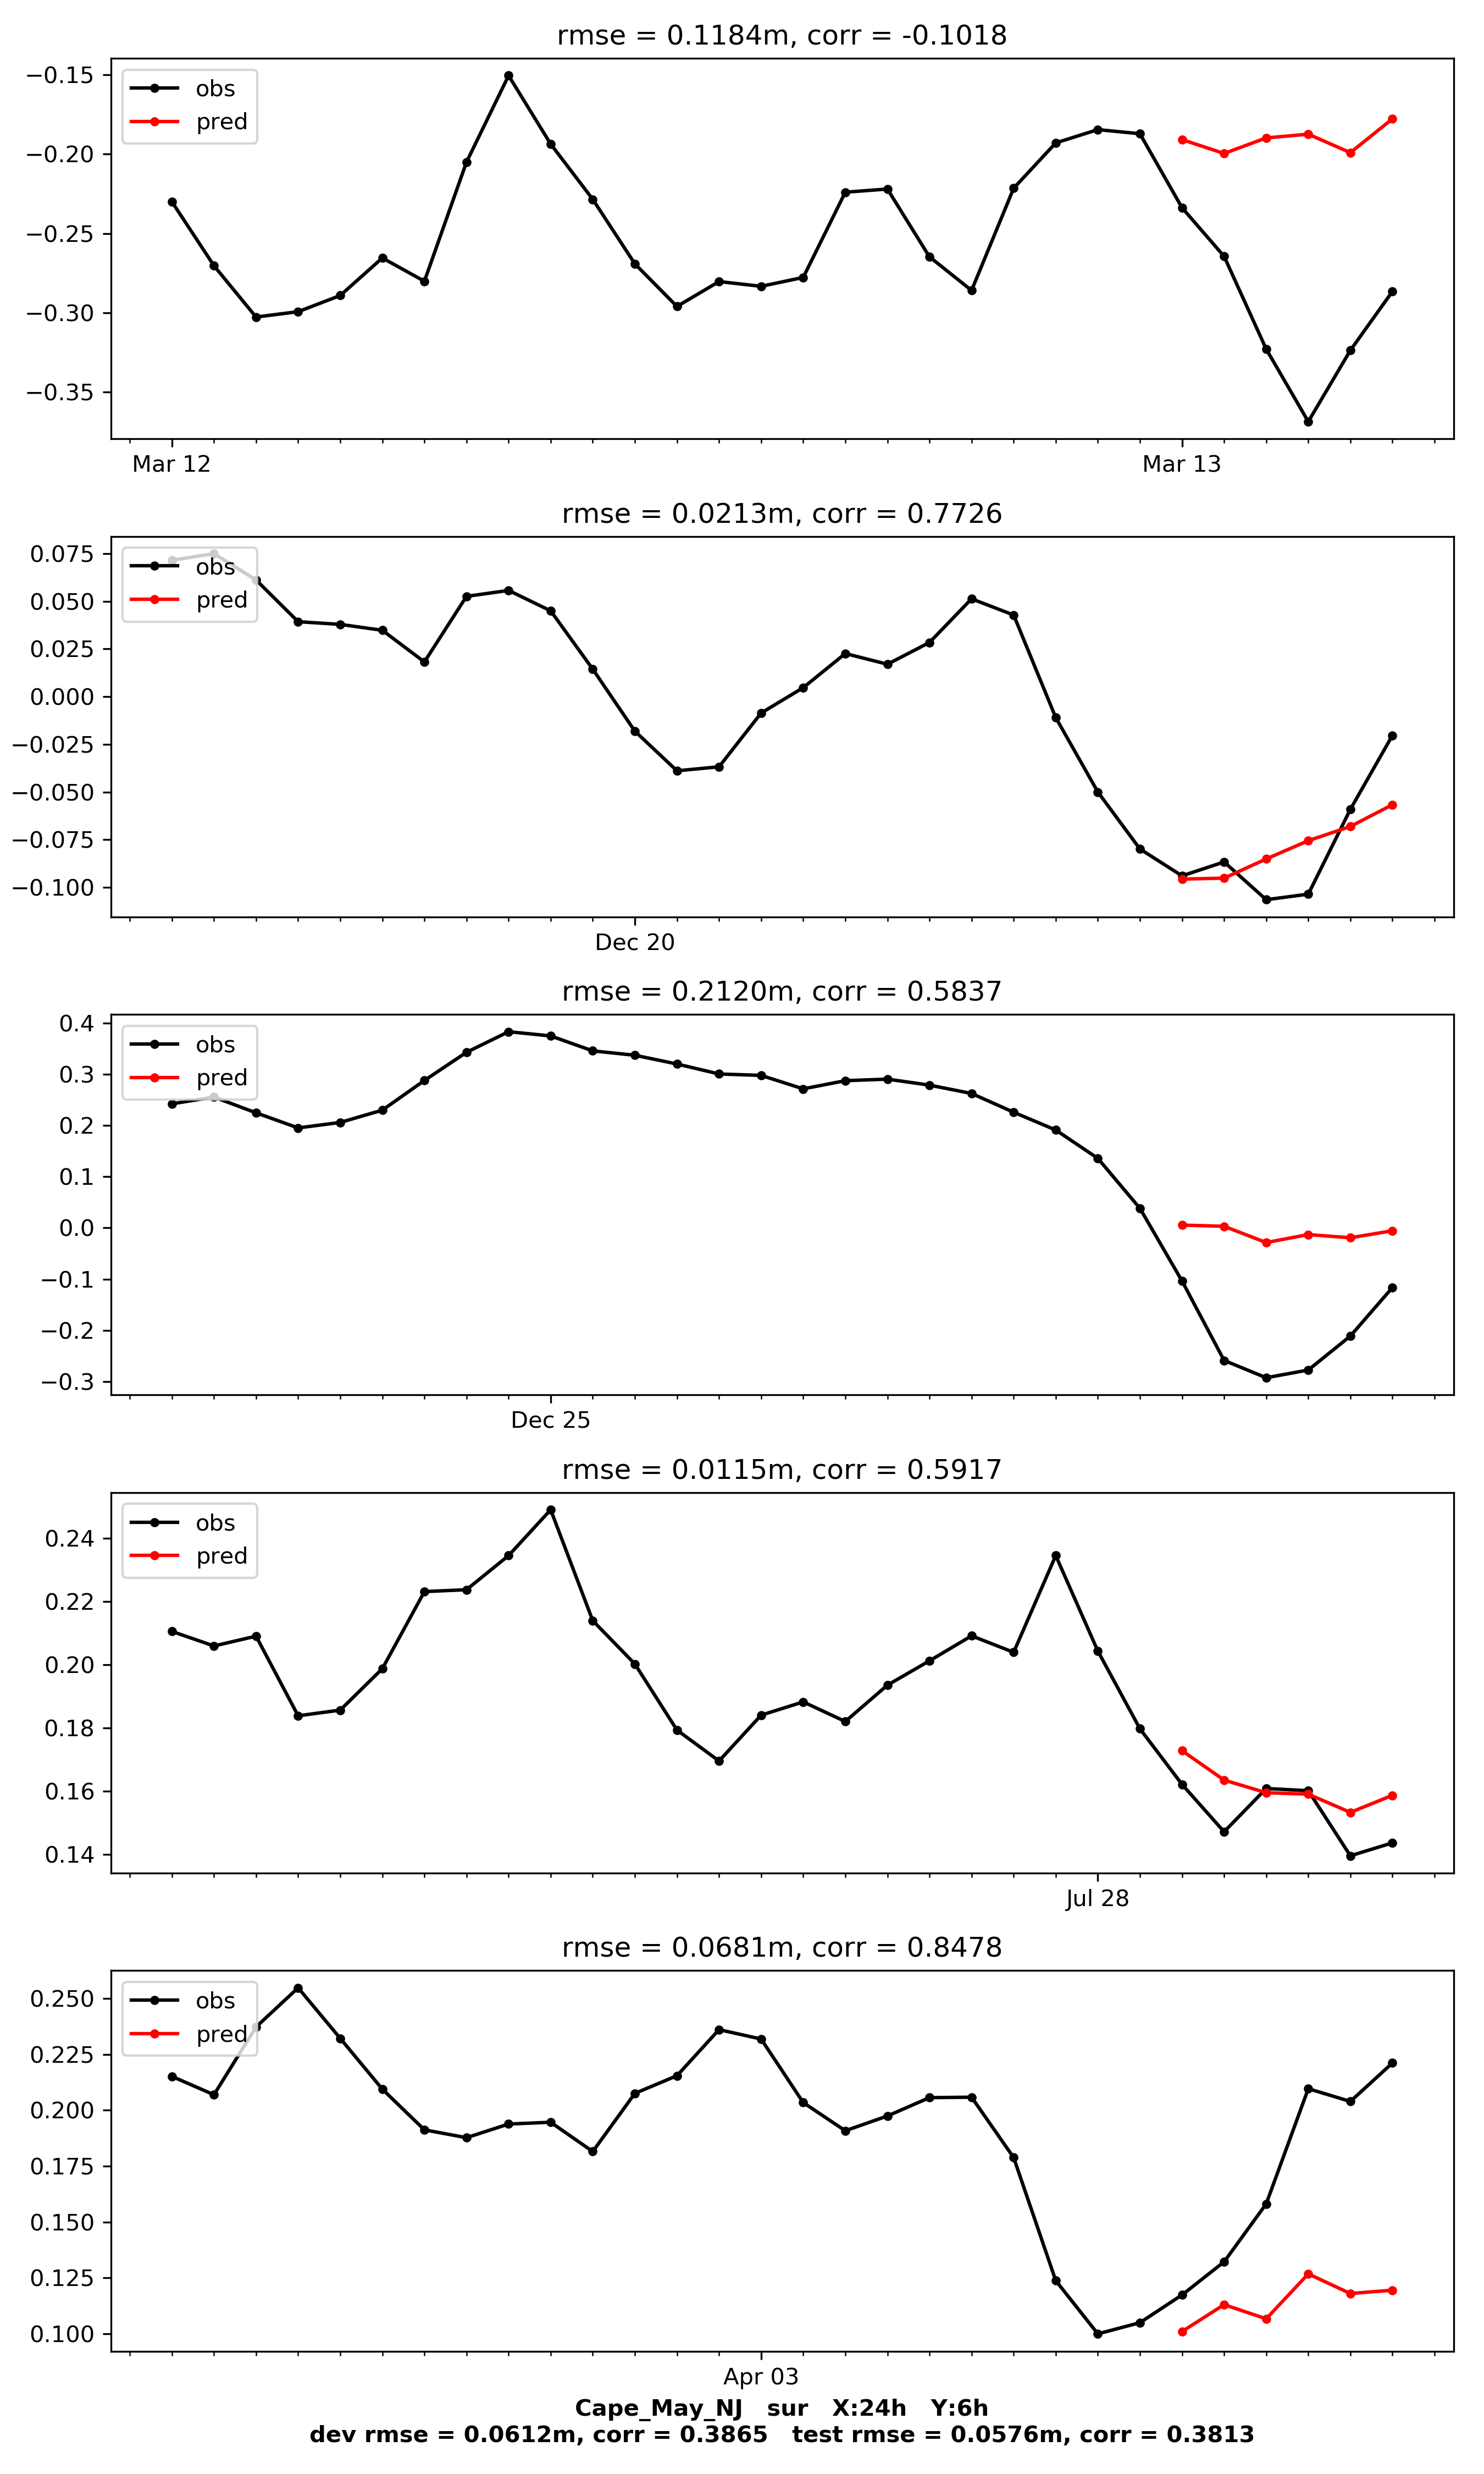 rmse = 0.1184m, corr = -0.1018
obs
pred
−0.15
−0.20
−0.25
−0.30
−0.35
Mar 12 Mar 13
rmse = 0.0213m, corr = 0.7726
obs
pred
0.075
0.050
0.025
0.000
−0.025
−0.050
−0.075
−0.100
Dec 20
rmse = 0.2120m, corr = 0.5837
obs
pred
0.4
0.3
0.2
0.1
0.0
−0.1
−0.2
−0.3
Dec 25
rmse = 0.0115m, corr = 0.5917
obs
pred
0.24
0.22
0.20
0.18
0.16
0.14
Jul 28
rmse = 0.0681m, corr = 0.8478
obs
pred
0.250
0.225
0.200
0.175
0.150
0.125
0.100
Apr 03
Cape_May_NJ sur X:24h Y:6h
dev rmse = 0.0612m, corr = 0.3865 test rmse = 0.0576m, corr = 0.3813